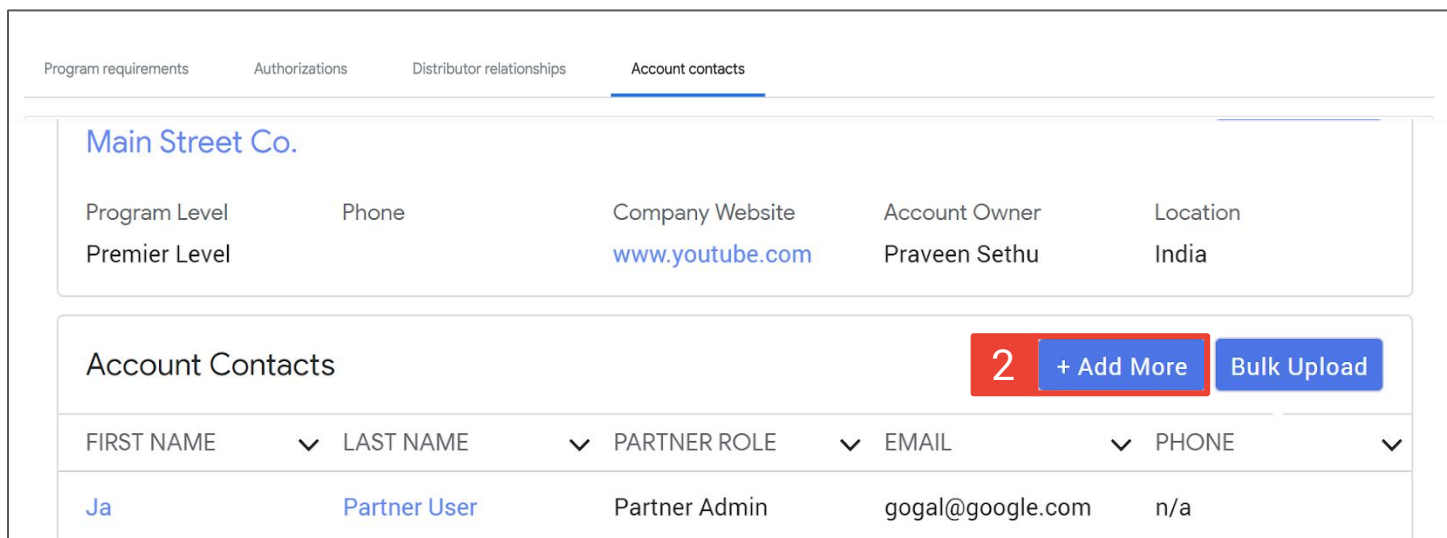 Program requirements Authorizations Distributor relationships Account contacts
Main Street Co.
Program Level Phone Company Website Account Owner Location
Premier Level www.youtube.com Praveen Sethu India
Account Contacts 2 + Add More Bulk Upload
FIRST NAME LAST NAME PARTNER ROLE EMAIL PHONE
Ja Partner User Partner Admin gogal@google.com n/a